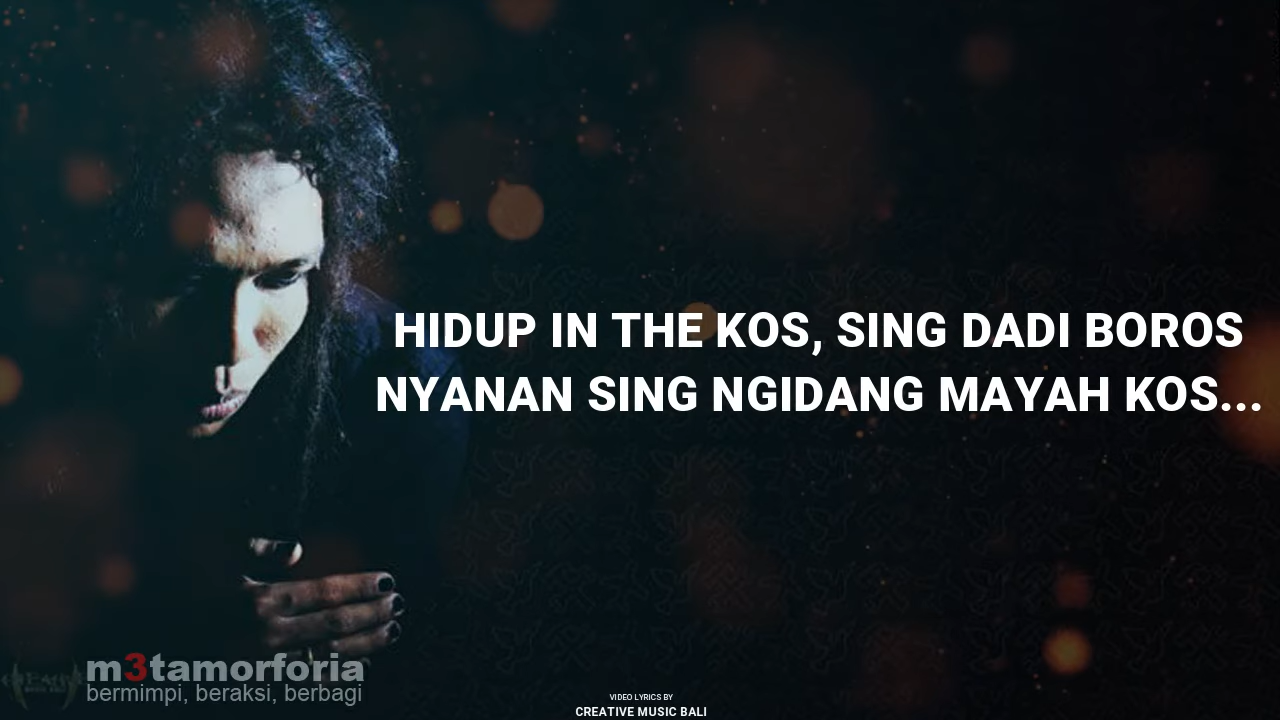 HIDUP IN THE KOS, SING DADI BOROS
NYANAN SING NGIDANG MAYAH KOS...
m3tamorforia
bermimpi, beraksi, berbagi
VIDEO LYRICS BY
CREATIVE MUSIC BALI